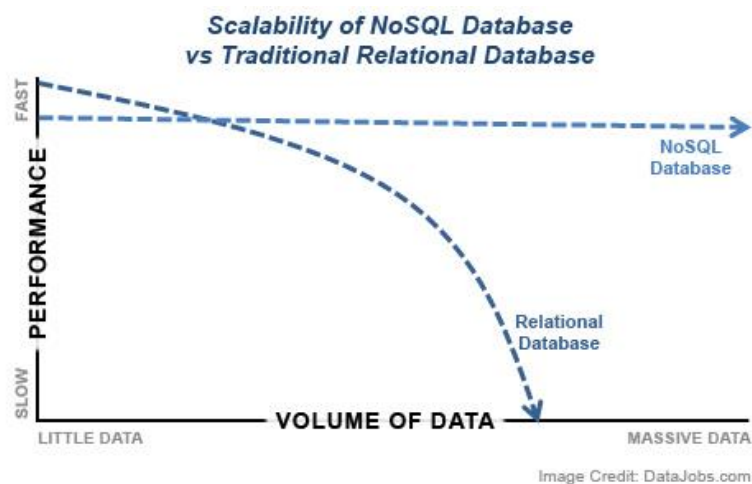 Scalability of NoSQL Database
vs Traditional Relational Database
FAST
PERFORMANCE
SLOW
NoSQL
Database
Relational
Database
VOLUME OF DATA
LITTLE DATA
MASSIVE DATA
Image Credit: DataJobs.com